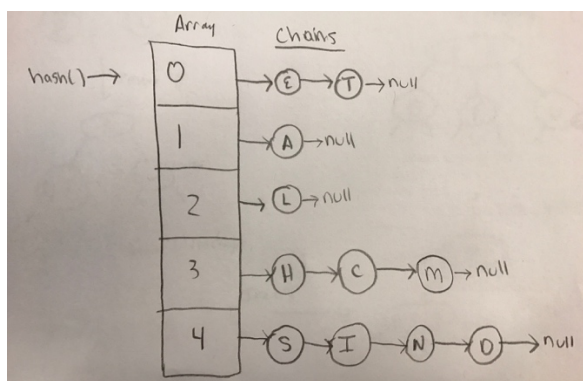 Array
Chains
hash()
0 E T null
1 A null
2 L null
3 H C M null
4 S I N D null